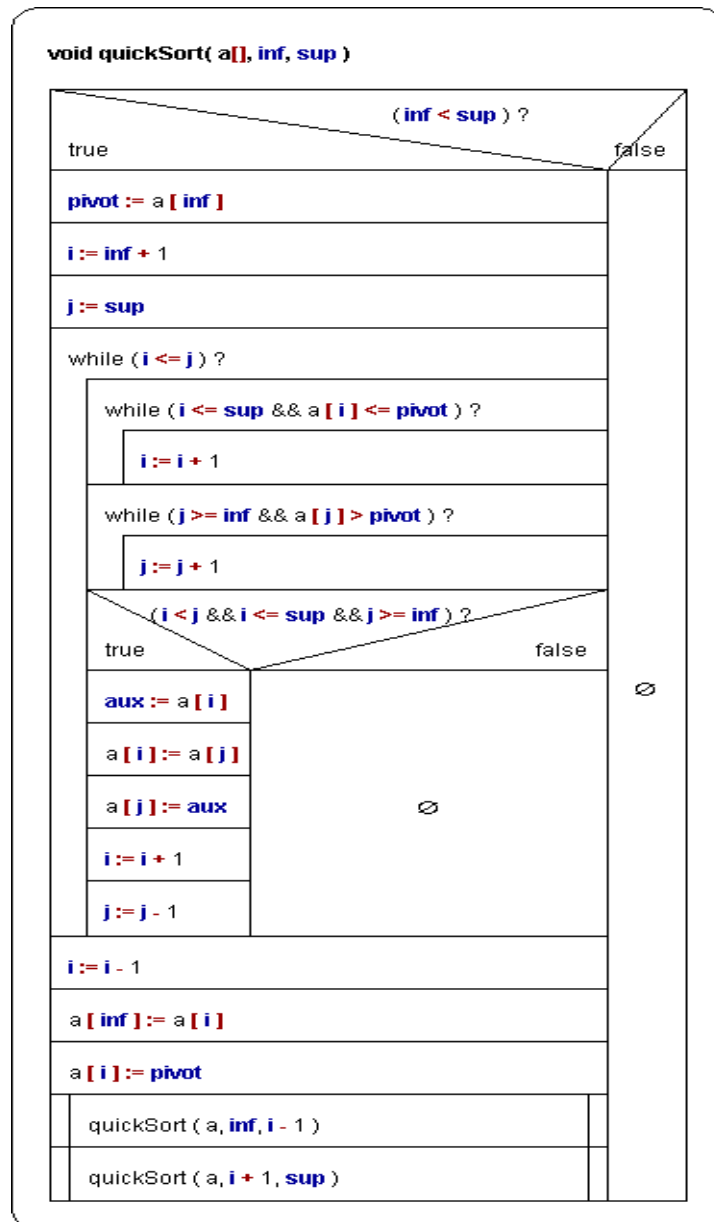 void quickSort( a[], inf, sup )
( inf < sup ) ?
true false
pivot := a [ inf ]
i := inf + 1
j := sup
while ( i <= j ) ?
while ( i <= sup && a [ i ] <= pivot ) ?
i := i + 1
while ( j >= inf && a [ j ] > pivot ) ?
j := j + 1
( i < j && i <= sup && j >= inf ) ?
true false
∅
aux := a [ i ]
a [ i ] := a [ j ]
a [ j ] := aux
∅
i := i + 1
j := j - 1
i := i - 1
a [ inf ] := a [ i ]
a [ i ] := pivot
quickSort ( a, inf, i - 1 )
quickSort ( a, i + 1, sup )